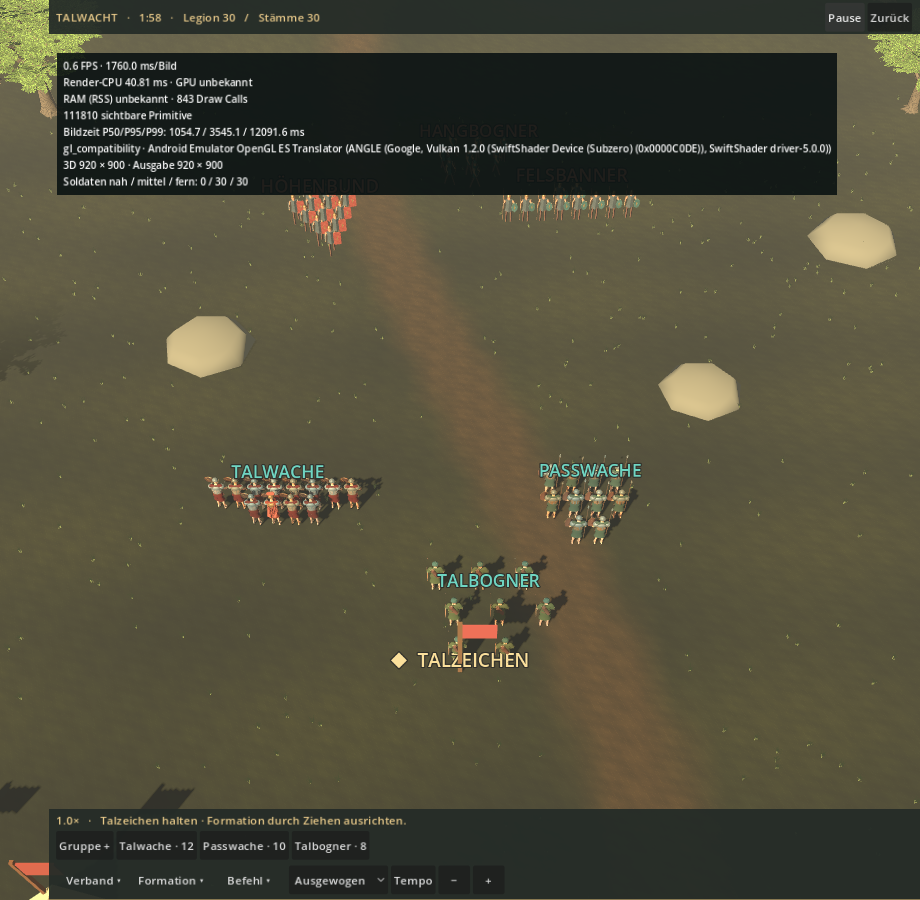 TALWACHT · 1:58 · Legion 30 / Stämme 30
Pause Zurück
0.6 FPS · 1760.0 ms/Bild
Render-CPU 40.81 ms · GPU unbekannt
RAM (RSS) unbekannt · 843 Draw Calls
111810 sichtbare Primitive
Bildzeit P50/P95/P99: 1054.7 / 3545.1 / 12091.6 ms
gl_compatibility · Android Emulator OpenGL ES Translator (ANGLE (Google, Vulkan 1.2.0 (SwiftShader Device (Subzero) (0x0000C0DE)), SwiftShader driver-5.0.0))
3D 920 × 900 · Ausgabe 920 × 900
Soldaten nah / mittel / fern: 0 / 30 / 30
HANGBOGNER
HÖHENBUND
FELSBANNER
TALWACHE
PASSWACHE
TALBOGNER
◆ TALZEICHEN
1.0× · Talzeichen halten · Formation durch Ziehen ausrichten.
Gruppe + Talwache · 12 Passwache · 10 Talbogner · 8
Verband Formation Befehl Ausgewogen Tempo − +